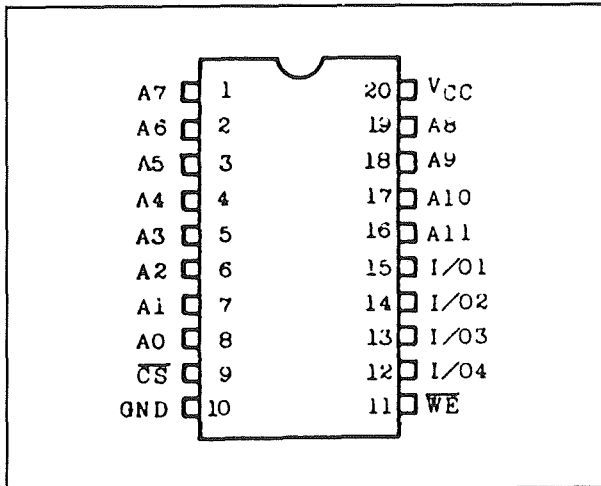 A7 1 20 VCC
A6 2 19 A8
A5 3 18 A9
A4 4 17 A10
A3 5 16 A11
A2 6 15 I/O1
A1 7 14 I/O2
A0 8 13 I/O3
C̅S̅ 9 12 I/O4
GND 10 11 W̅E̅